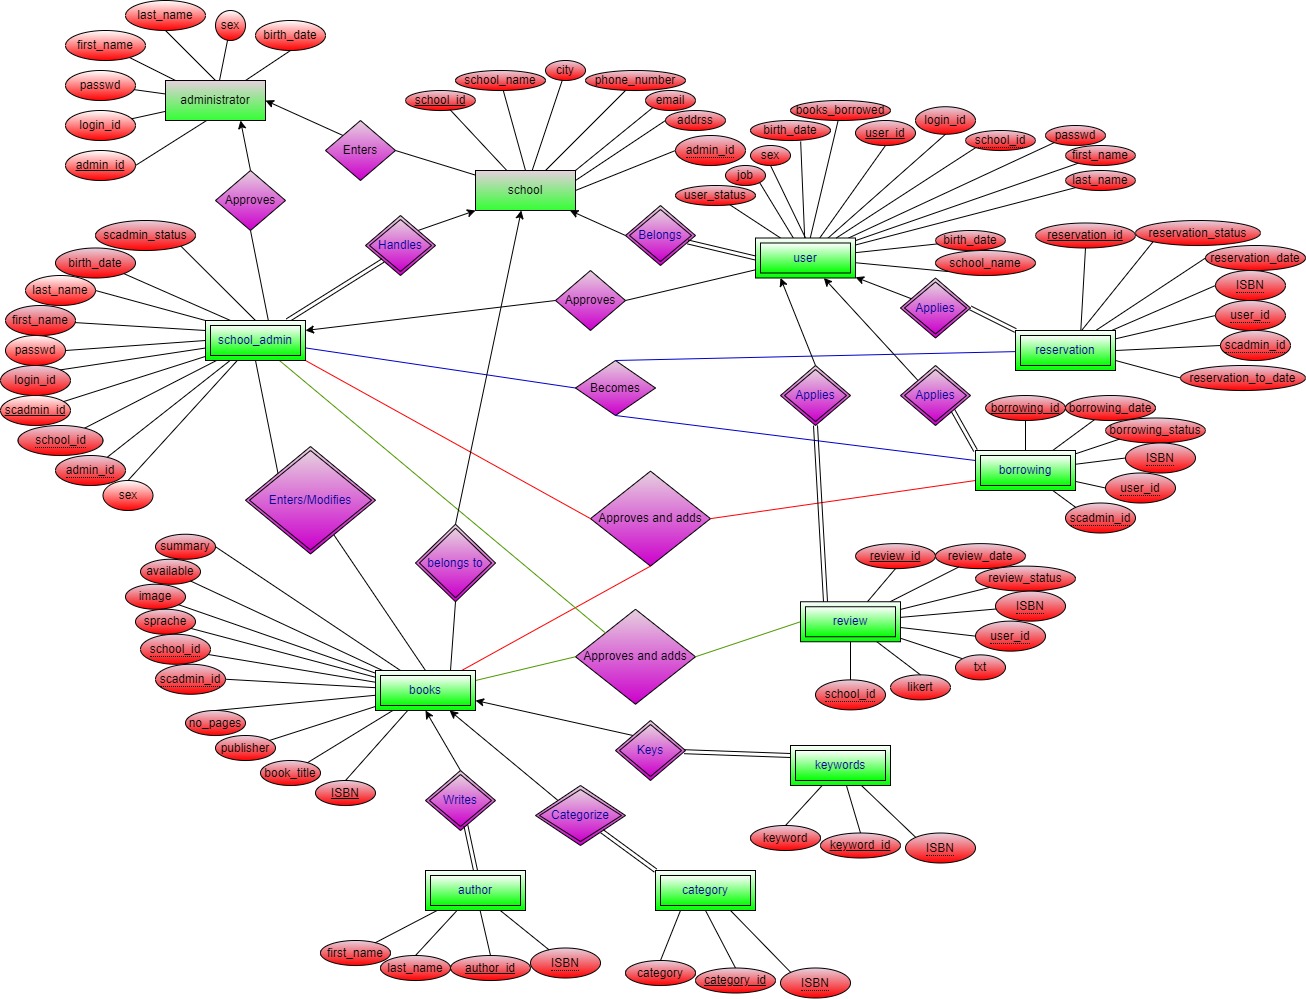 last_name
sex
birth_date
first_name
passwd
administrator
login_id
admin_id
Enters
Approves
school_name
city
phone_number
school_id
email
addrss
admin_id
school
books_borrowed
birth_date
user_id
login_id
school_id
passwd
first_name
last_name
sex
job
user_status
Belongs
user
birth_date
school_name
reservation_id
reservation_status
reservation_date
ISBN
user_id
scadmin_id
reservation_to_date
reservation
Applies
scadmin_status
birth_date
last_name
first_name
passwd
login_id
scadmin_id
school_id
admin_id
sex
school_admin
Handles
Approves
Becomes
Applies
Applies
borrowing_id
borrowing_date
borrowing_status
ISBN
user_id
scadmin_id
borrowing
Enters/Modifies
Approves and adds
belongs to
summary
available
image
sprache
school_id
scadmin_id
no_pages
publisher
book_title
ISBN
books
Approves and adds
review_id
review_date
review_status
ISBN
user_id
txt
likert
school_id
review
Keys
keywords
keyword
keyword_id
ISBN
Writes
Categorize
author
category
first_name
last_name
author_id
ISBN
category
category_id
ISBN